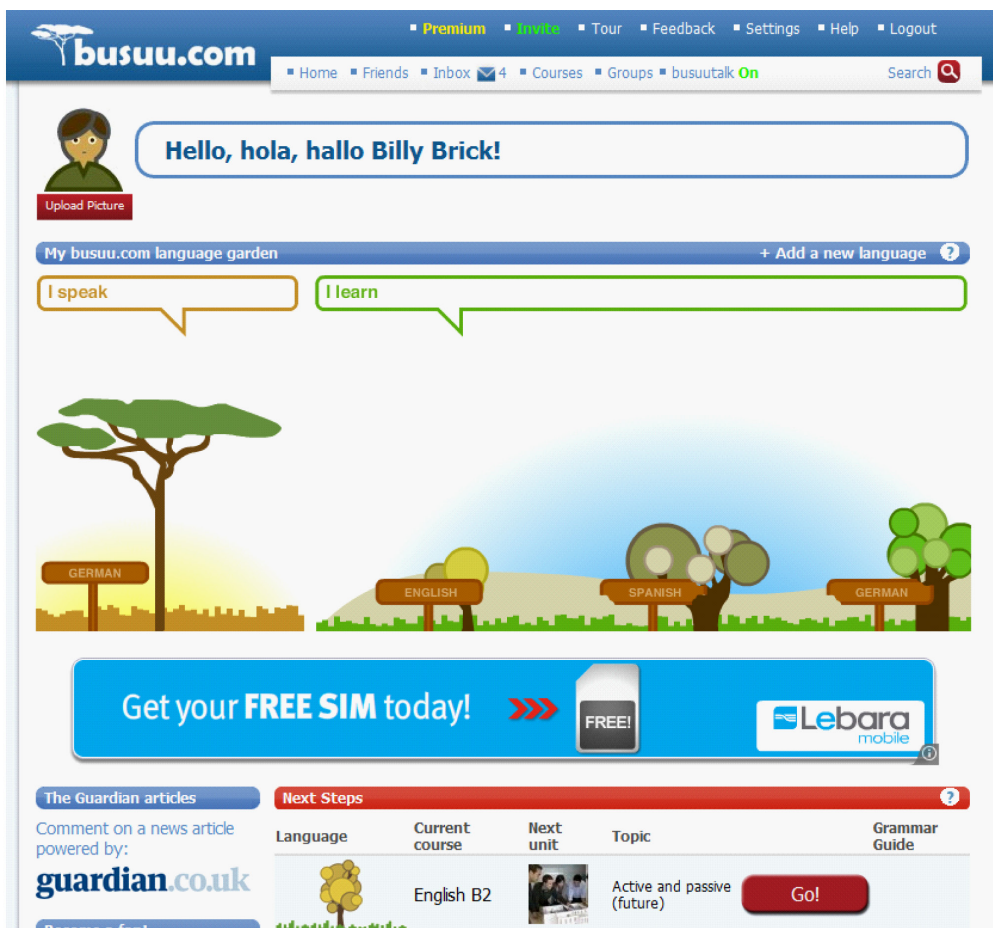 Premium Invite Tour Feedback Settings Help Logout
busuu.com
Home Friends Inbox 4 Courses Groups busuutalk On Search
Hello, hola, hallo Billy Brick!
Upload Picture
My busuu.com language garden + Add a new language ?
I speak I learn
GERMAN
ENGLISH SPANISH GERMAN
Get your FREE SIM today! FREE! Lebara
mobile
The Guardian articles Next Steps ?
Comment on a news article
powered by:
guardian.co.uk
Language Current course Next unit Topic Grammar Guide
English B2 Active and passive
(future) Go!
Become a fan!